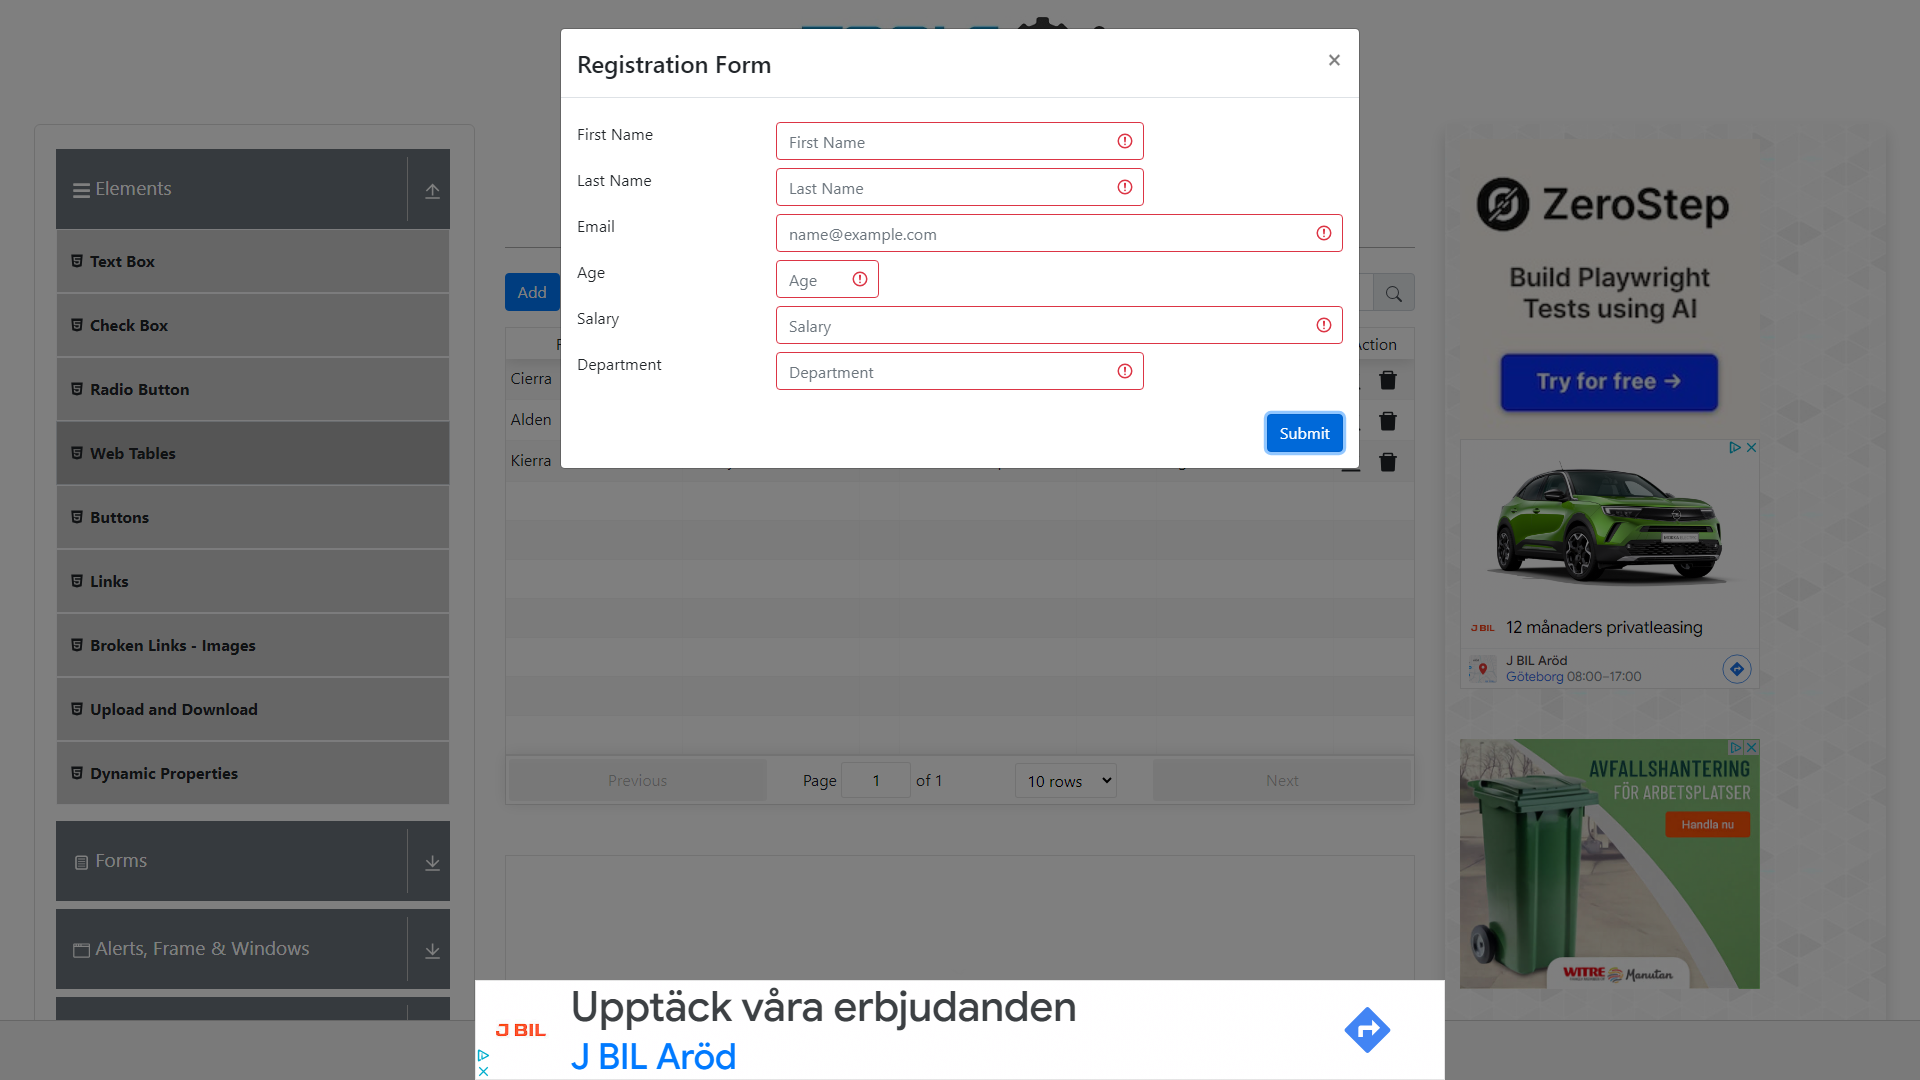 Registration Form
×
First Name
First Name
Last Name
Last Name
Email
name@example.com
Age
Age
Salary
Salary
Department
Department
Submit
Elements
Text Box
Check Box
Radio Button
Web Tables
Buttons
Links
Broken Links - Images
Upload and Download
Dynamic Properties
Forms
Alerts, Frame & Windows
Add
Cierra
Alden
Kierra
Previous
Page 1 of 1
10 rows
Next
ZeroStep
Build Playwright
Tests using AI
Try for free →
J BIL
12 månaders privatleasing
J BIL Aröd
Göteborg 08:00–17:00
AVFALLSHANTERING
FÖR ARBETSPLATSER
Handla nu
WITRE Manutan
Upptäck våra erbjudanden
J BIL
J BIL Aröd